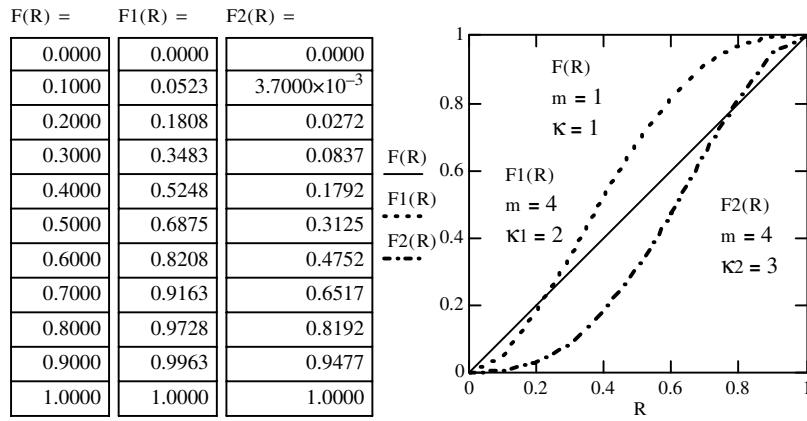 F(R) = F1(R) = F2(R) =
0.0000 0.0000 0.0000
0.1000 0.0523 3.7000×10⁻³
0.2000 0.1808 0.0272
0.3000 0.3483 0.0837
0.4000 0.5248 0.1792
0.5000 0.6875 0.3125
0.6000 0.8208 0.4752
0.7000 0.9163 0.6517
0.8000 0.9728 0.8192
0.9000 0.9963 0.9477
1.0000 1.0000 1.0000
F(R)
F1(R)
F2(R)
1
0.8
0.6
0.4
0.2
0
F(R)
m = 1
κ = 1
F1(R)
m = 4
κ1 = 2
F2(R)
m = 4
κ2 = 3
0 0.2 0.4 0.6 0.8 1
R